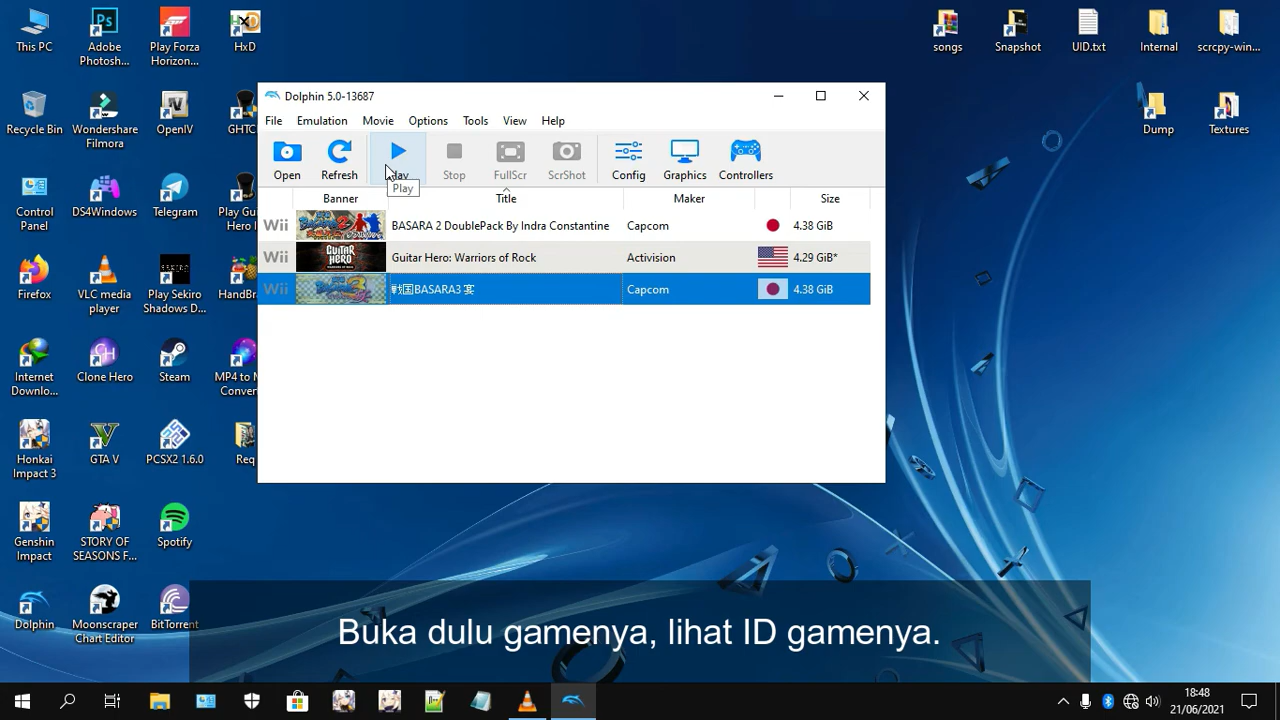 This PC
Adobe Photosh...
Play Forza Horizon...
HxD
songs
Snapshot
UID.txt
Internal
scrcpy-win...
Recycle Bin
Wondershare Filmora
OpenIV
GHTC
Dump
Textures
Control Panel
DS4Windows
Telegram
Play Gu
Hero I
Firefox
VLC media player
Play Sekiro Shadows D...
HandBra
Internet Downlo...
Clone Hero
Steam
MP4 to M
Conver
Honkai Impact 3
GTA V
PCSX2 1.6.0
Req
Genshin Impact
STORY OF SEASONS F...
Spotify
Dolphin
Moonscraper Chart Editor
BitTorrent
Dolphin 5.0-13687
File Emulation Movie Options Tools View Help
Open Refresh Play Stop FullScr ScrShot Config Graphics Controllers
Play
Banner Title Maker Size
Wii BASARA 2 DoublePack By Indra Constantine Capcom 4.38 GiB
Wii GUITAR HERO Guitar Hero: Warriors of Rock Activision 4.29 GiB*
Wii 戦国BASARA3 宴 Capcom 4.38 GiB
Buka dulu gamenya, lihat ID gamenya.
18:48
21/06/2021